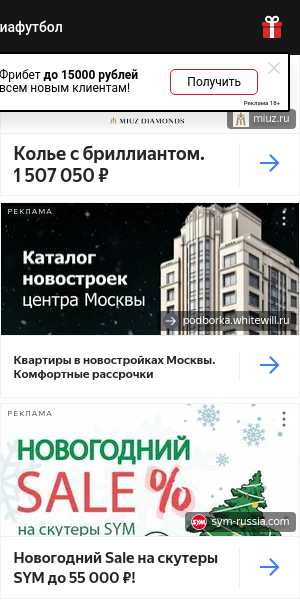 иафутбол
Фрибет до 15000 рублей
всем новым клиентам!
Получить
Реклама 18+
MIUZ DIAMONDS
miuz.ru
Колье с бриллиантом.
1 507 050 ₽
РЕКЛАМА
Каталог
новостроек
центра Москвы
podborka.whitewill.ru
Квартиры в новостройках Москвы.
Комфортные рассрочки
РЕКЛАМА
НОВОГОДНИЙ
SALE %
на скутеры SYM
SYM
sym-russia.com
Новогодний Sale на скутеры
SYM до 55 000 ₽!